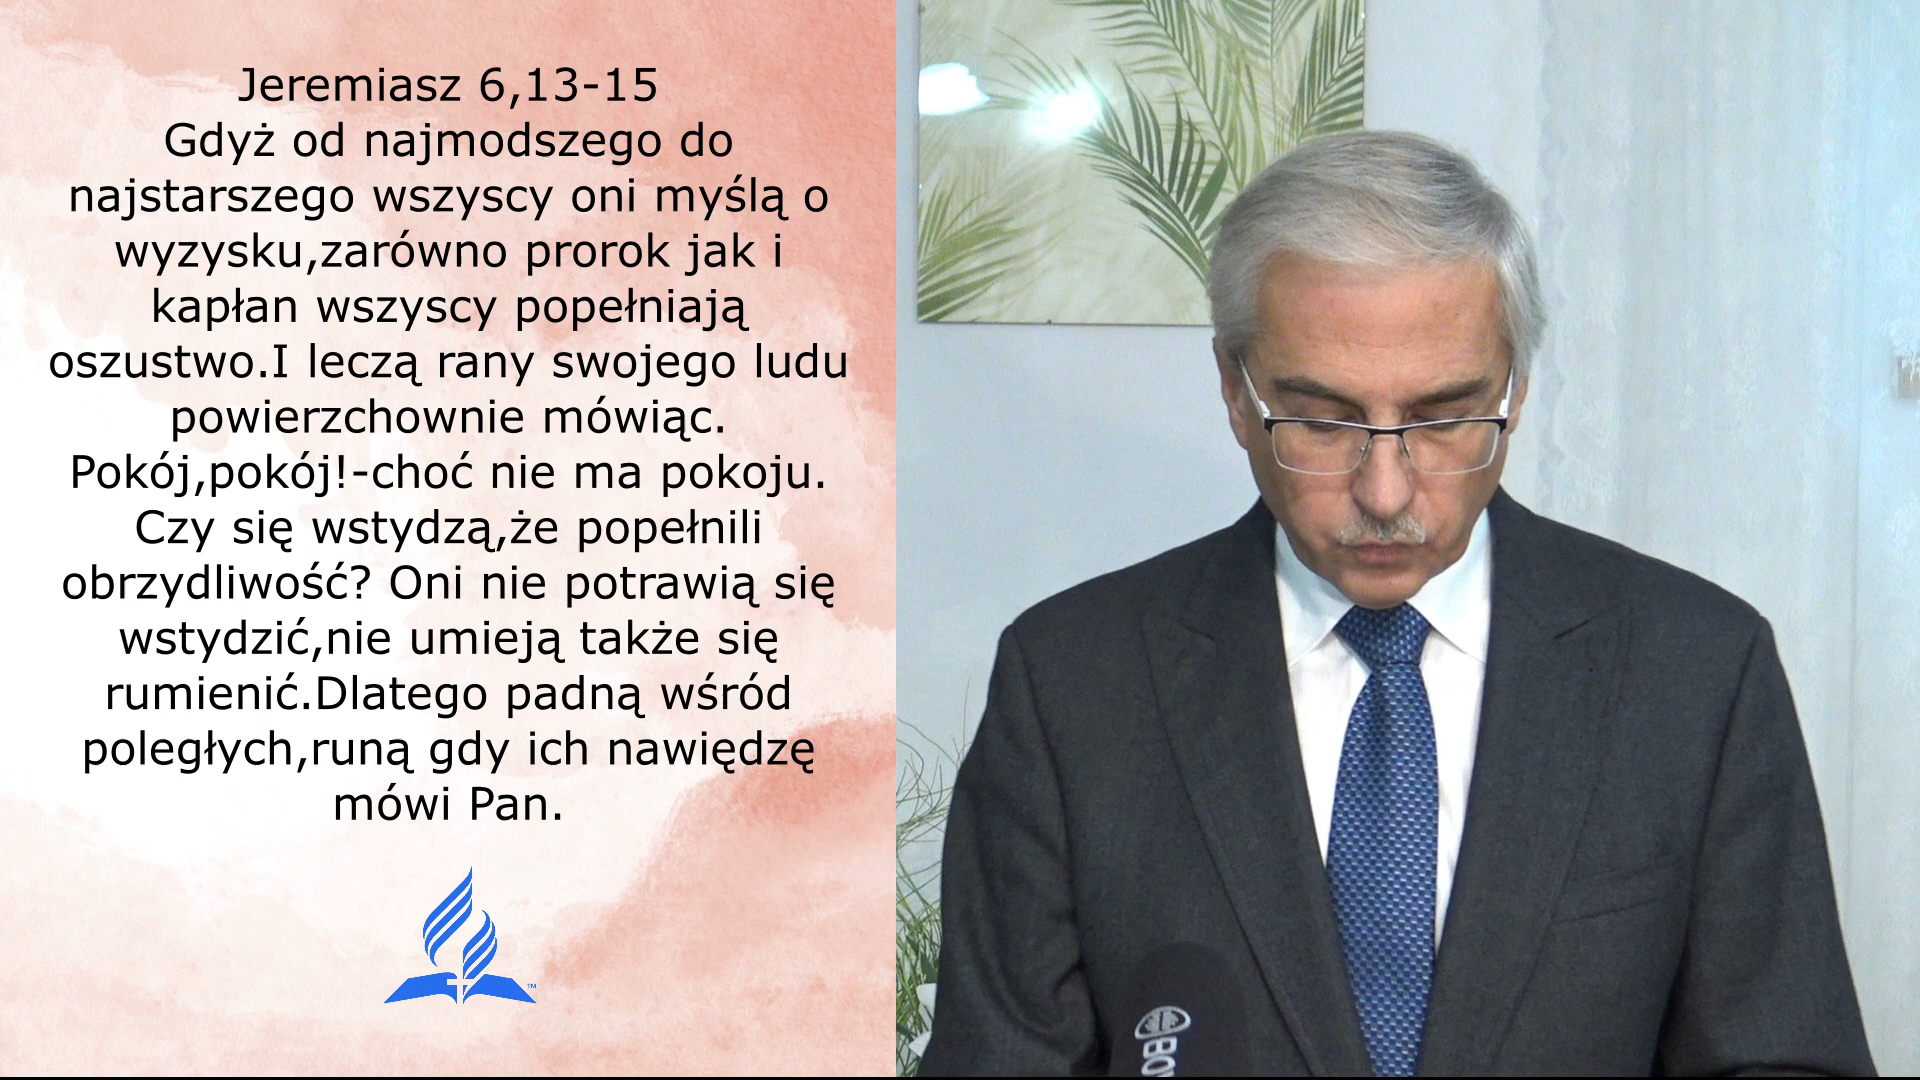 Jeremiasz 6,13-15
Gdyż od najmodszego do
najstarszego wszyscy oni myślą o
wyzysku,zarówno prorok jak i
kapłan wszyscy popełniają
oszustwo.I leczą rany swojego ludu
powierzchownie mówiąc.
Pokój,pokój!-choć nie ma pokoju.
Czy się wstydzą,że popełnili
obrzydliwość? Oni nie potrawią się
wstydzić,nie umieją także się
rumienić.Dlatego padną wśród
poległych,runą gdy ich nawiędzę
mówi Pan.
TM